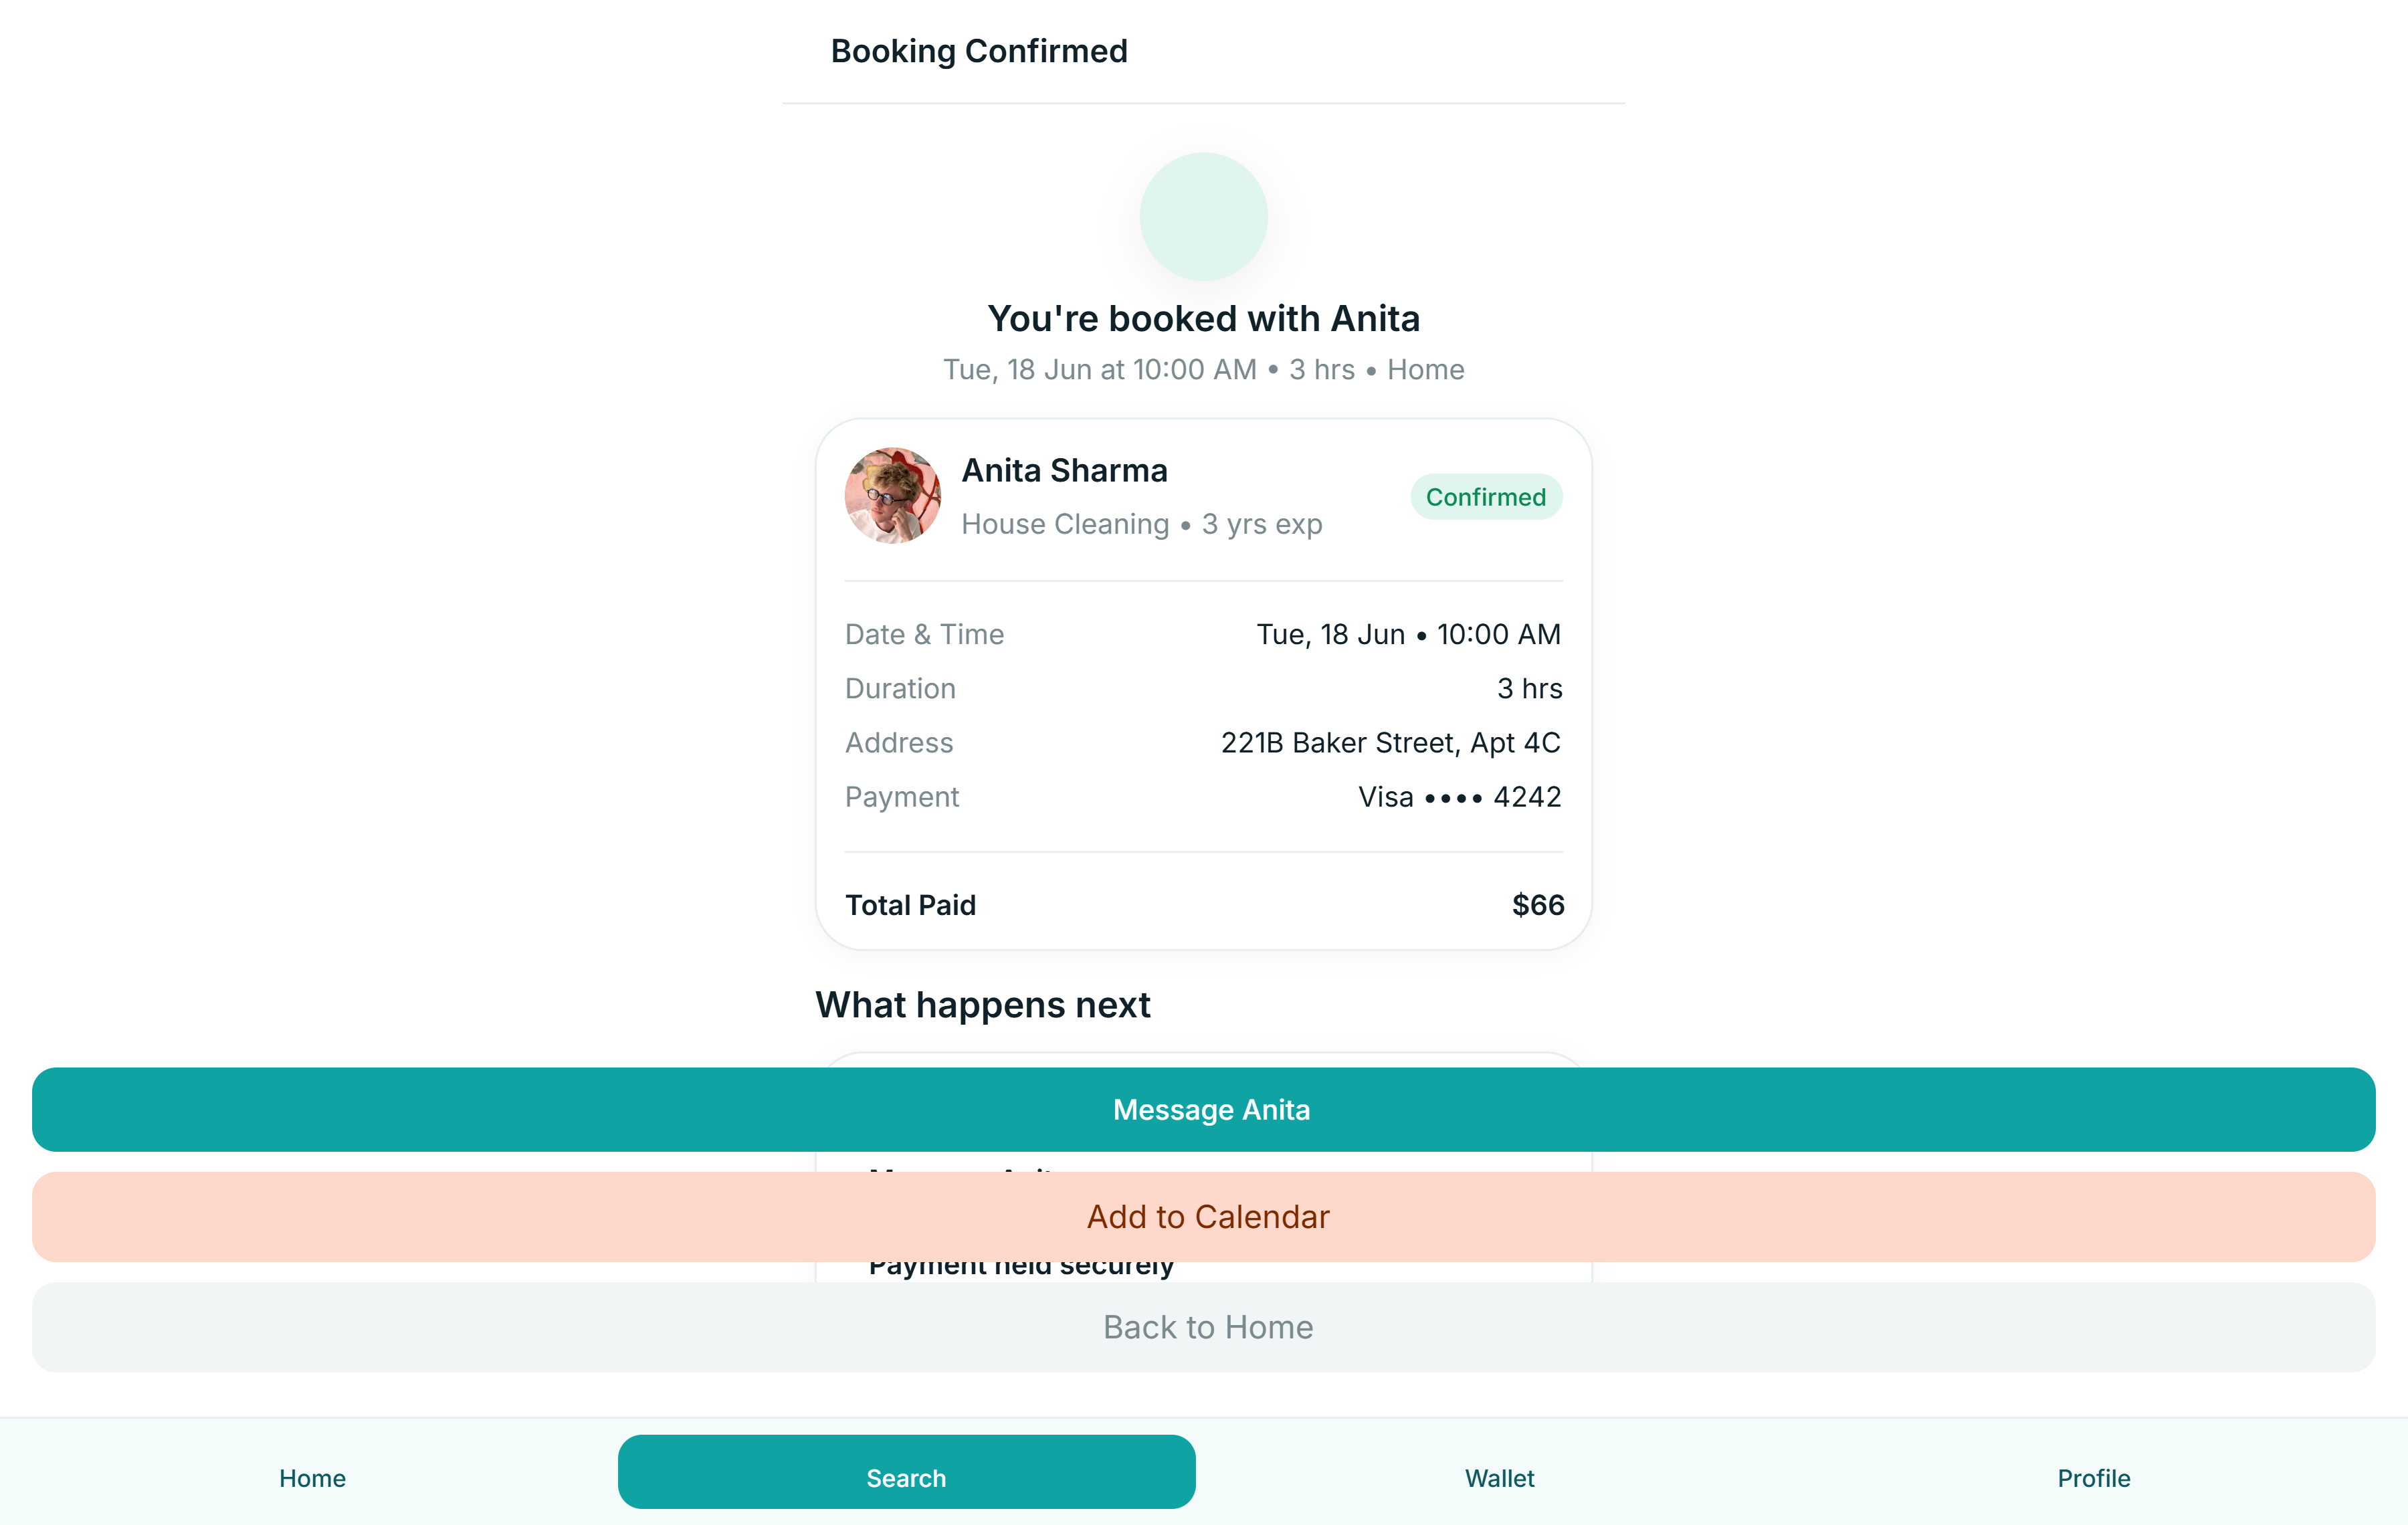 Booking Confirmed
You're booked with Anita
Tue, 18 Jun at 10:00 AM • 3 hrs • Home
Anita Sharma
House Cleaning • 3 yrs exp
Confirmed
Date & Time Tue, 18 Jun • 10:00 AM
Duration 3 hrs
Address 221B Baker Street, Apt 4C
Payment Visa •••• 4242
Total Paid $66
What happens next
Message Anita
Add to Calendar
Payment held securely
Back to Home
Home Search Wallet Profile